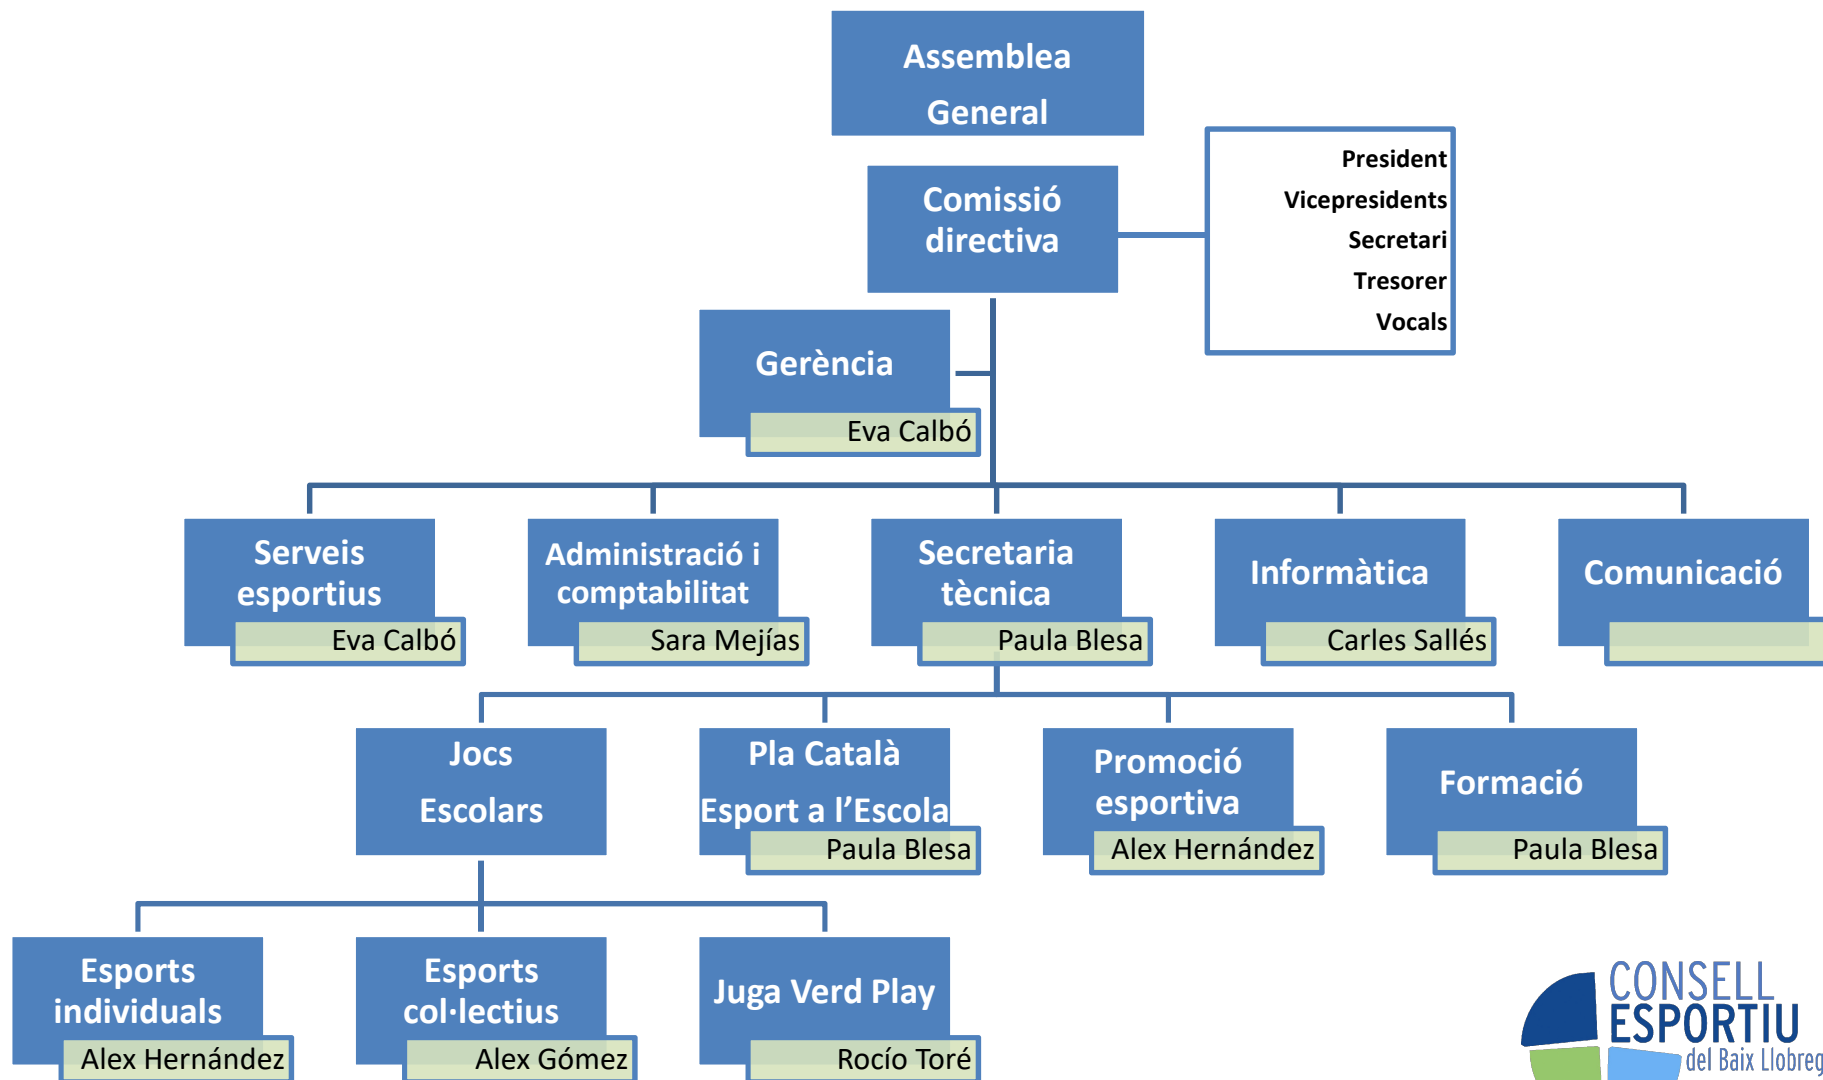 Assemblea
General
President
Vicepresidents
Secretari
Tresorer
Vocals
Comissió
directiva
Gerència
Eva Calbó
Serveis
esportius
Eva Calbó
Administració i
comptabilitat
Sara Mejías
Secretaria
tècnica
Paula Blesa
Informàtica
Carles Sallés
Comunicació
Jocs
Escolars
Pla Català
Esport a l’Escola
Paula Blesa
Promoció
esportiva
Alex Hernández
Formació
Paula Blesa
Esports
individuals
Alex Hernández
Esports
col·lectius
Alex Gómez
Juga Verd Play
Rocío Toré
CONSELL
ESPORTIU
del Baix Llobreg